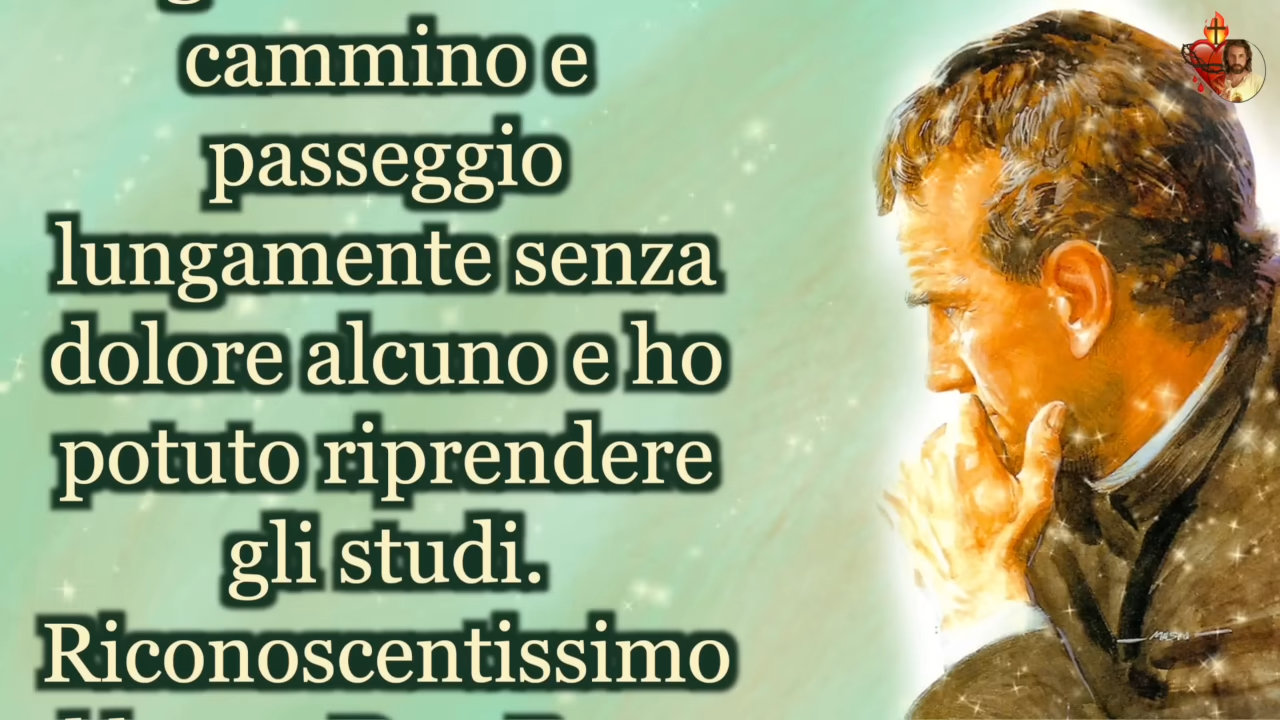 cammino e
passeggio
lungamente senza
dolore alcuno e ho
potuto riprendere
gli studi.
Riconoscentissimo